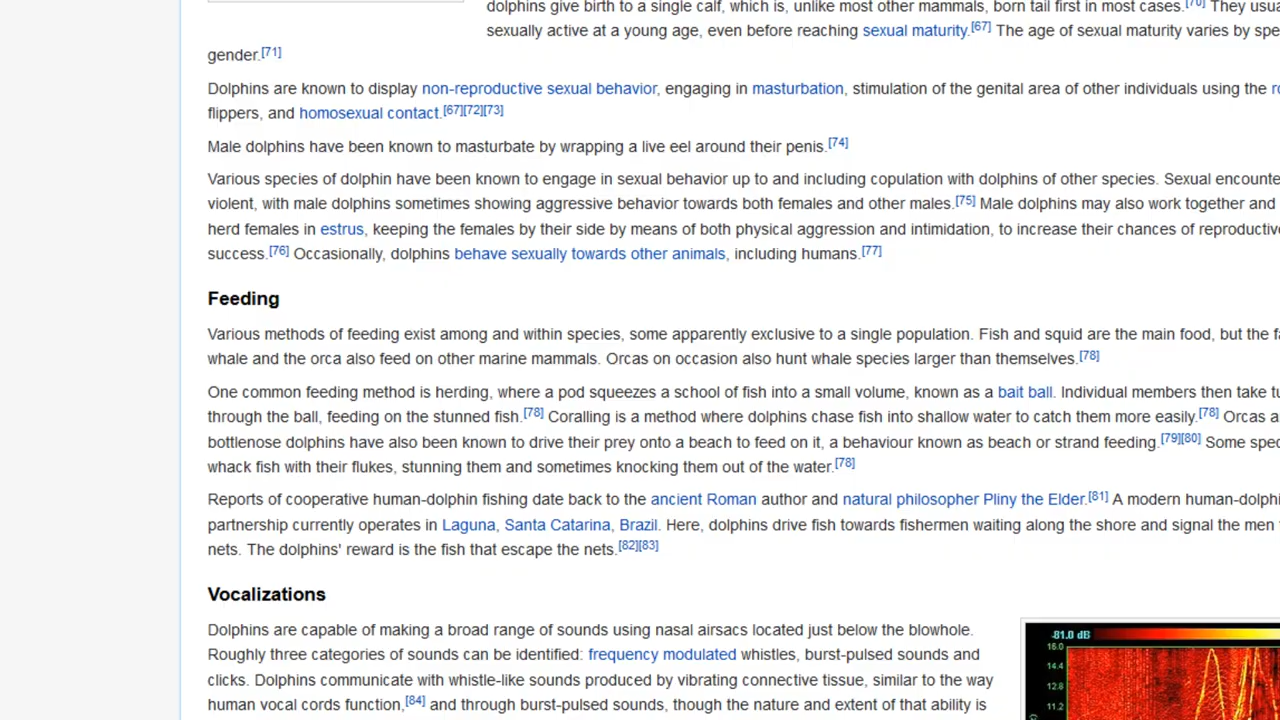 dolphins give birth to a single calf, which is, unlike most other mammals, born tail first in most cases.[70] They usua
sexually active at a young age, even before reaching sexual maturity.[67] The age of sexual maturity varies by spe
gender.[71]
Dolphins are known to display non-reproductive sexual behavior, engaging in masturbation, stimulation of the genital area of other individuals using the ro
flippers, and homosexual contact.[67][72][73]
Male dolphins have been known to masturbate by wrapping a live eel around their penis.[74]
Various species of dolphin have been known to engage in sexual behavior up to and including copulation with dolphins of other species. Sexual encounte
violent, with male dolphins sometimes showing aggressive behavior towards both females and other males.[75] Male dolphins may also work together and
herd females in estrus, keeping the females by their side by means of both physical aggression and intimidation, to increase their chances of reproductive
success.[76] Occasionally, dolphins behave sexually towards other animals, including humans.[77]
Feeding
Various methods of feeding exist among and within species, some apparently exclusive to a single population. Fish and squid are the main food, but the fa
whale and the orca also feed on other marine mammals. Orcas on occasion also hunt whale species larger than themselves.[78]
One common feeding method is herding, where a pod squeezes a school of fish into a small volume, known as a bait ball. Individual members then take tu
through the ball, feeding on the stunned fish.[78] Coralling is a method where dolphins chase fish into shallow water to catch them more easily.[78] Orcas a
bottlenose dolphins have also been known to drive their prey onto a beach to feed on it, a behaviour known as beach or strand feeding.[79][80] Some spec
whack fish with their flukes, stunning them and sometimes knocking them out of the water.[78]
Reports of cooperative human-dolphin fishing date back to the ancient Roman author and natural philosopher Pliny the Elder.[81] A modern human-dolphi
partnership currently operates in Laguna, Santa Catarina, Brazil. Here, dolphins drive fish towards fishermen waiting along the shore and signal the men
nets. The dolphins' reward is the fish that escape the nets.[82][83]
Vocalizations
Dolphins are capable of making a broad range of sounds using nasal airsacs located just below the blowhole.
Roughly three categories of sounds can be identified: frequency modulated whistles, burst-pulsed sounds and
clicks. Dolphins communicate with whistle-like sounds produced by vibrating connective tissue, similar to the way
human vocal cords function,[84] and through burst-pulsed sounds, though the nature and extent of that ability is
-81.0 dB
16.0
14.4
12.8
11.2